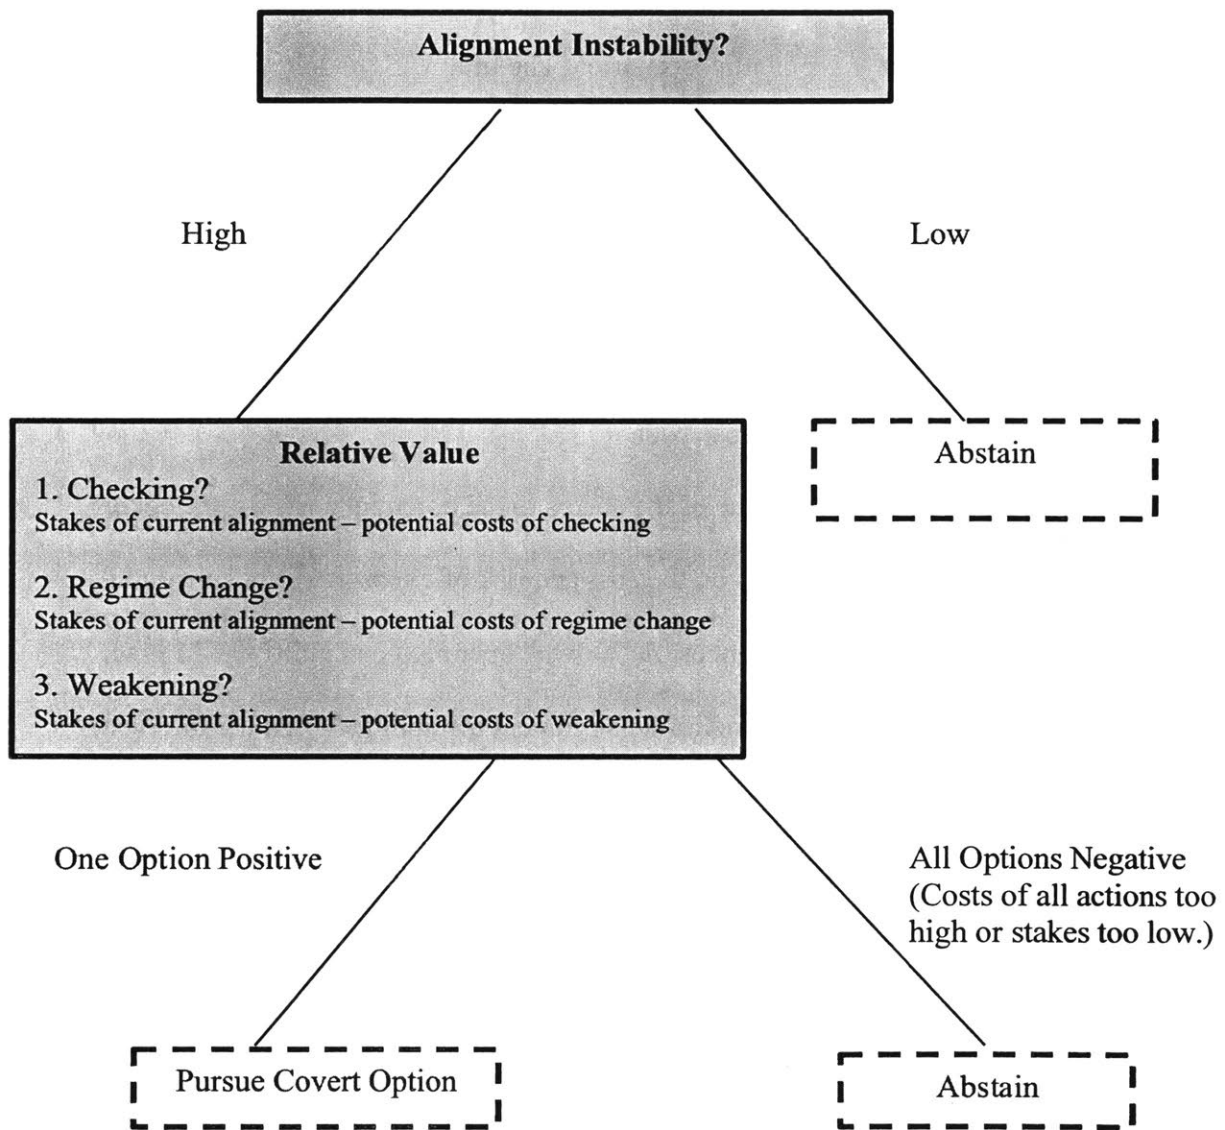 Alignment Instability?
High
Low
Relative Value
1. Checking?
Stakes of current alignment – potential costs of checking
2. Regime Change?
Stakes of current alignment – potential costs of regime change
3. Weakening?
Stakes of current alignment – potential costs of weakening
Abstain
One Option Positive
All Options Negative
(Costs of all actions too
high or stakes too low.)
Pursue Covert Option
Abstain